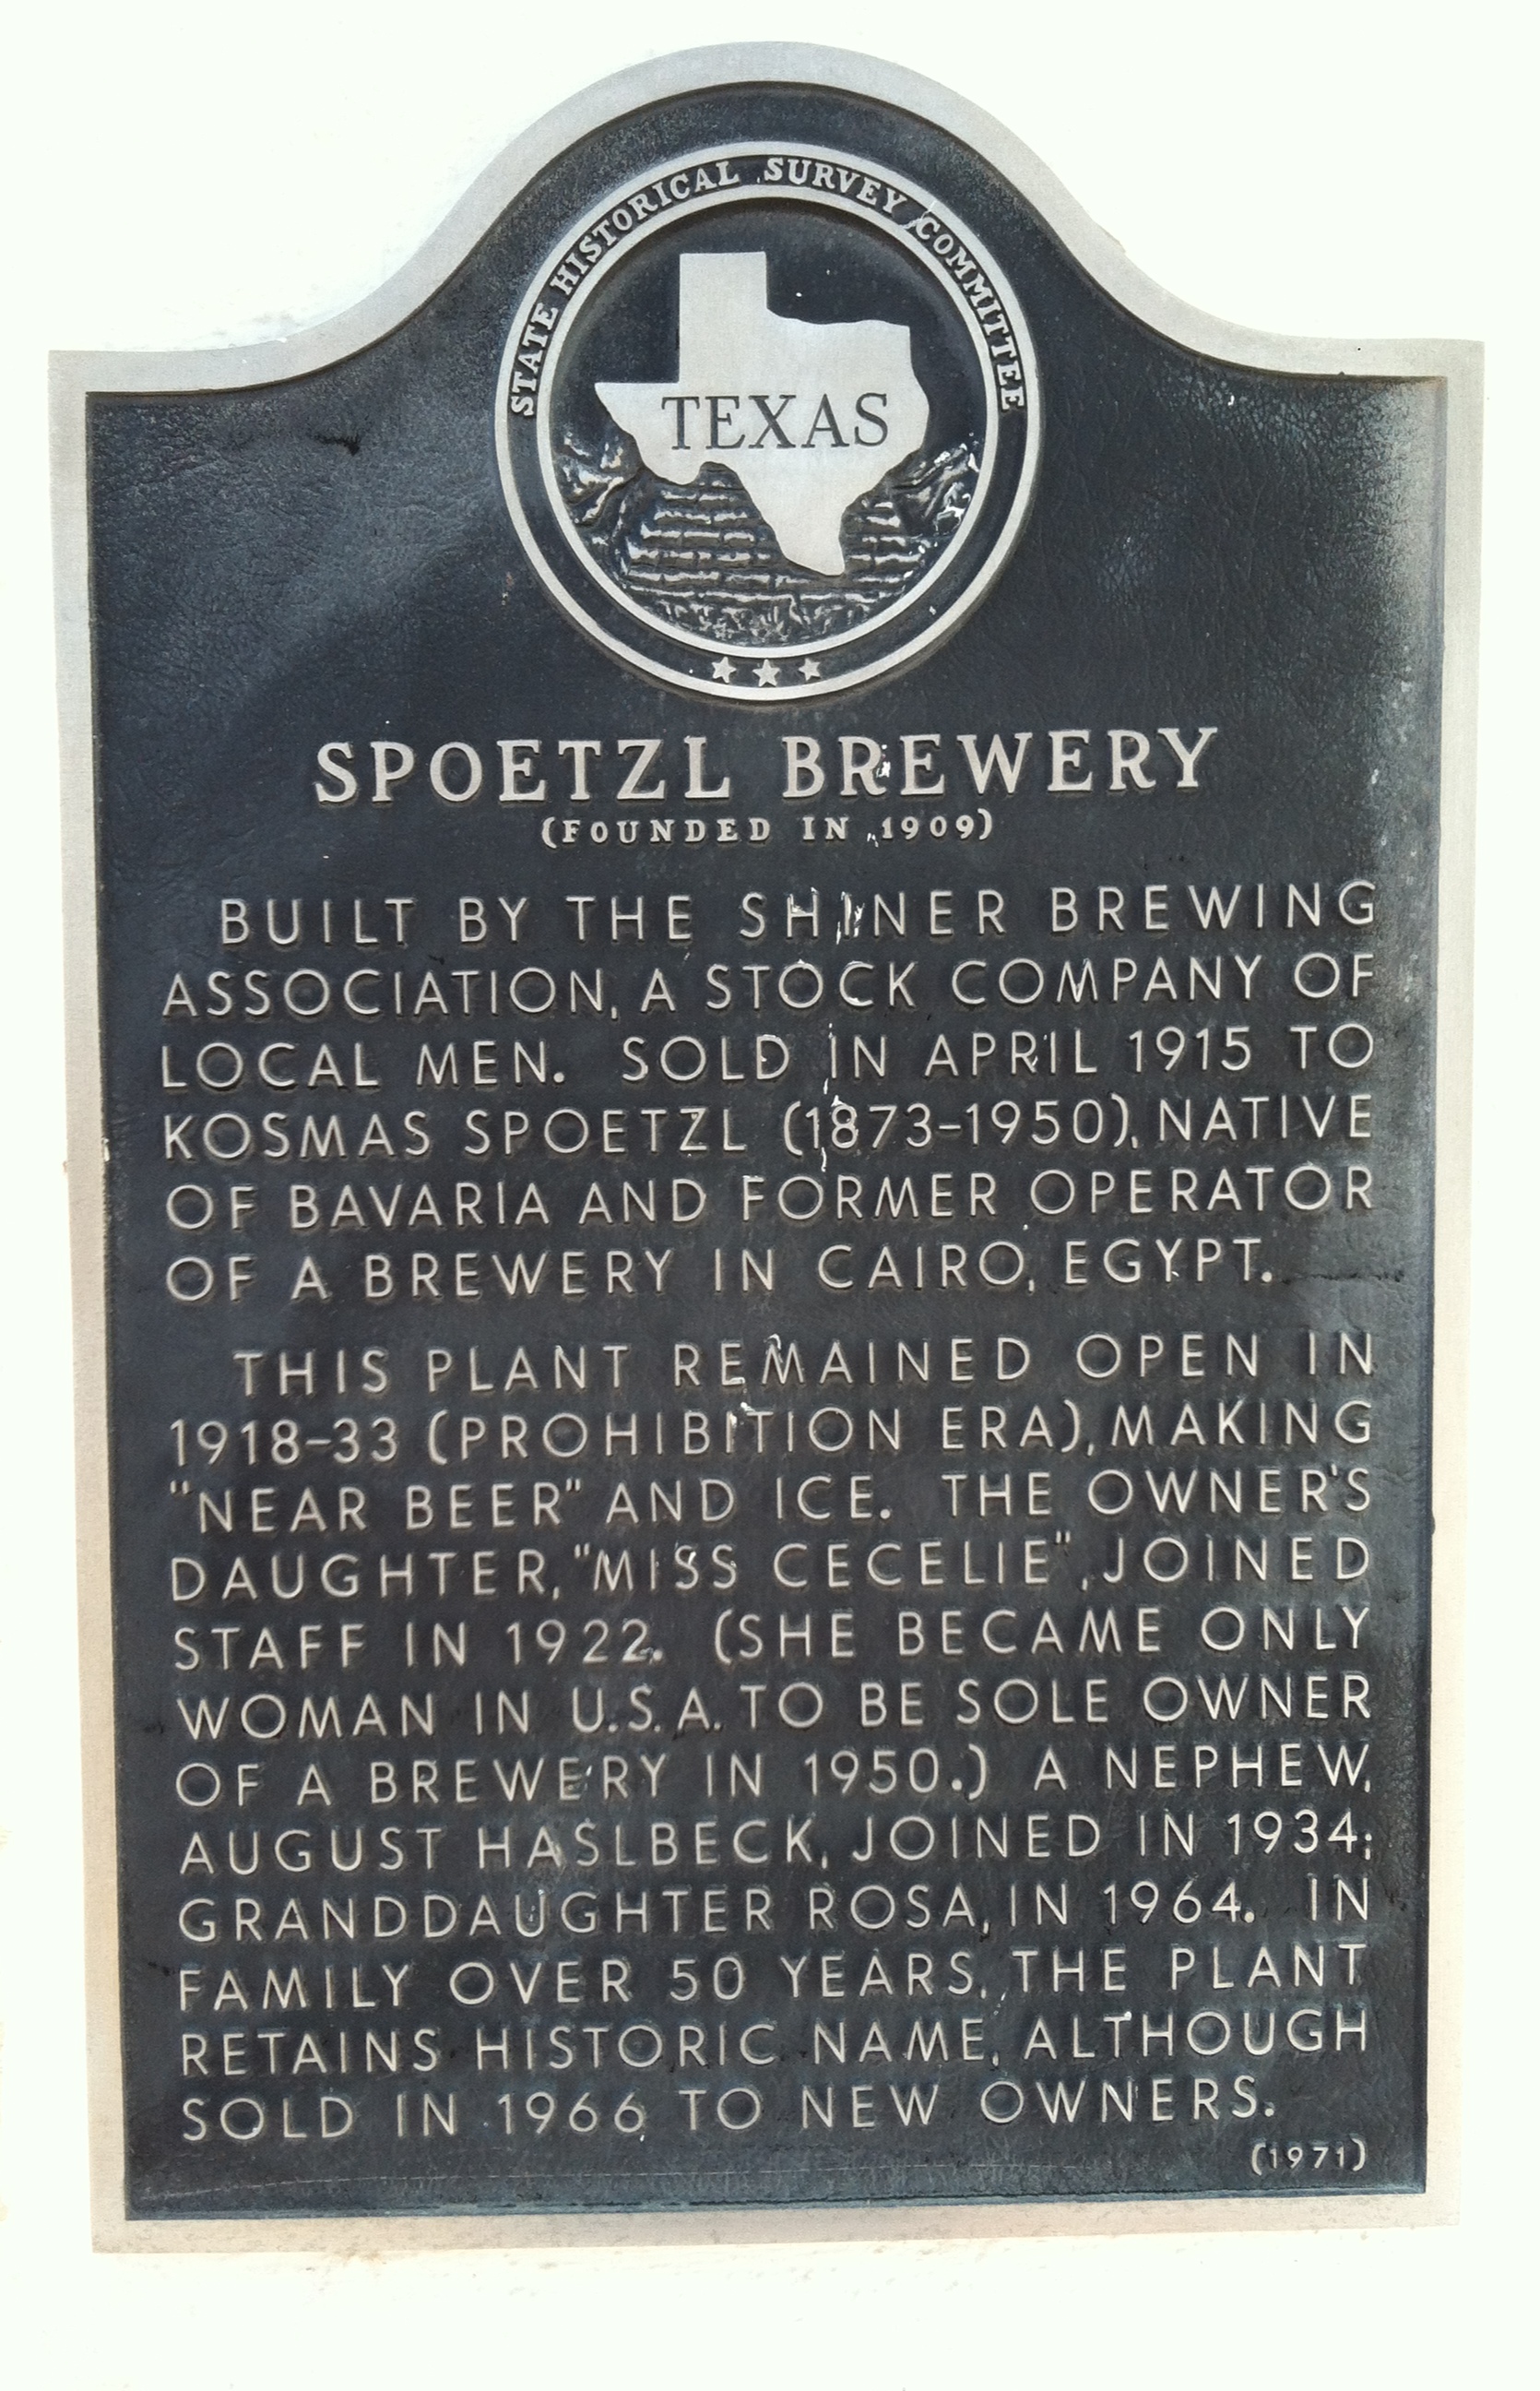 STATE HISTORICAL SURVEY COMMITTEE
TEXAS
SPOETZL BREWERY
(FOUNDED IN 1909)
BUILT BY THE SHINER BREWING
ASSOCIATION, A STOCK COMPANY OF
LOCAL MEN. SOLD IN APRIL 1915 TO
KOSMAS SPOETZL (1873-1950), NATIVE
OF BAVARIA AND FORMER OPERATOR
OF A BREWERY IN CAIRO, EGYPT.
THIS PLANT REMAINED OPEN IN
1918-33 (PROHIBITION ERA), MAKING
"NEAR BEER" AND ICE. THE OWNER'S
DAUGHTER, "MISS CECELIE", JOINED
STAFF IN 1922. (SHE BECAME ONLY
WOMAN IN U.S.A. TO BE SOLE OWNER
OF A BREWERY IN 1950.) A NEPHEW,
AUGUST HASLBECK, JOINED IN 1934;
GRANDDAUGHTER ROSA, IN 1964. IN
FAMILY OVER 50 YEARS, THE PLANT
RETAINS HISTORIC NAME, ALTHOUGH
SOLD IN 1966 TO NEW OWNERS.
(1971)